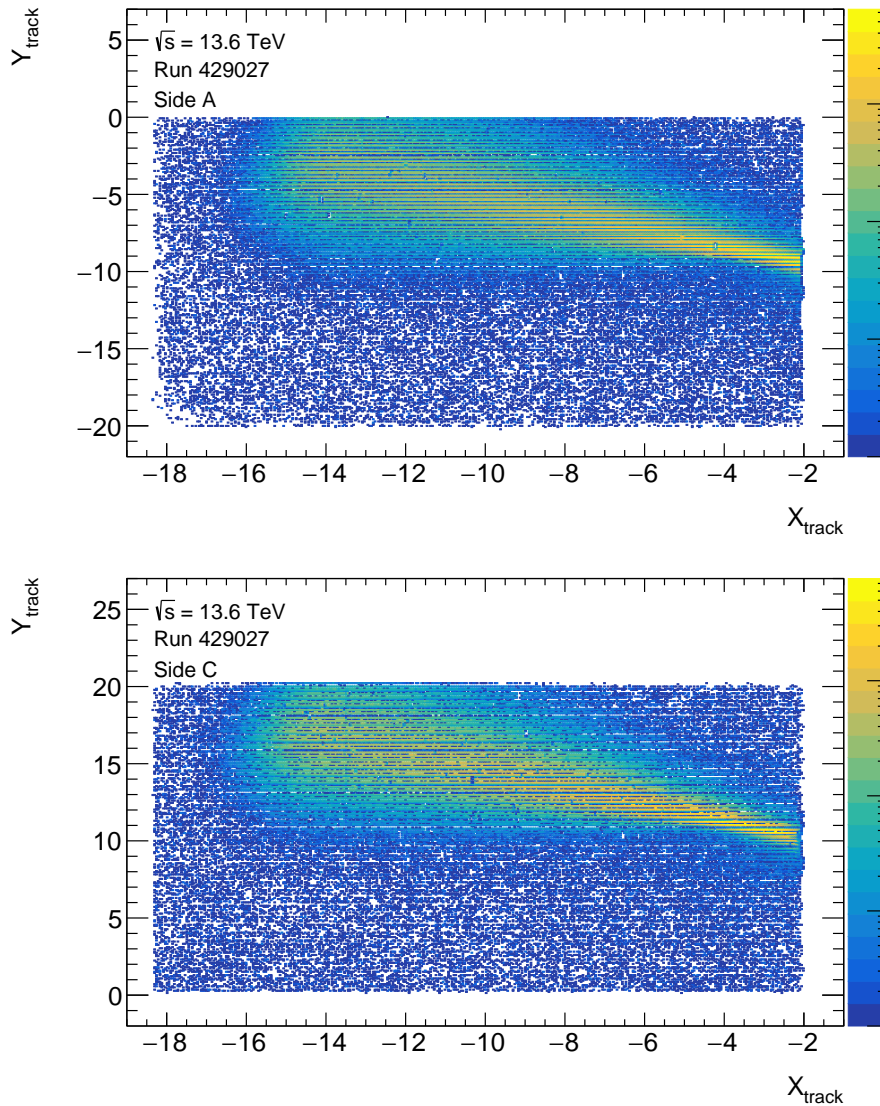 Y_track
5
√s = 13.6 TeV
Run 429027
Side A
0
−5
−10
−15
−20
−18 −16 −14 −12 −10 −8 −6 −4 −2
X_track
Y_track
25
√s = 13.6 TeV
Run 429027
Side C
20
15
10
5
0
−18 −16 −14 −12 −10 −8 −6 −4 −2
X_track